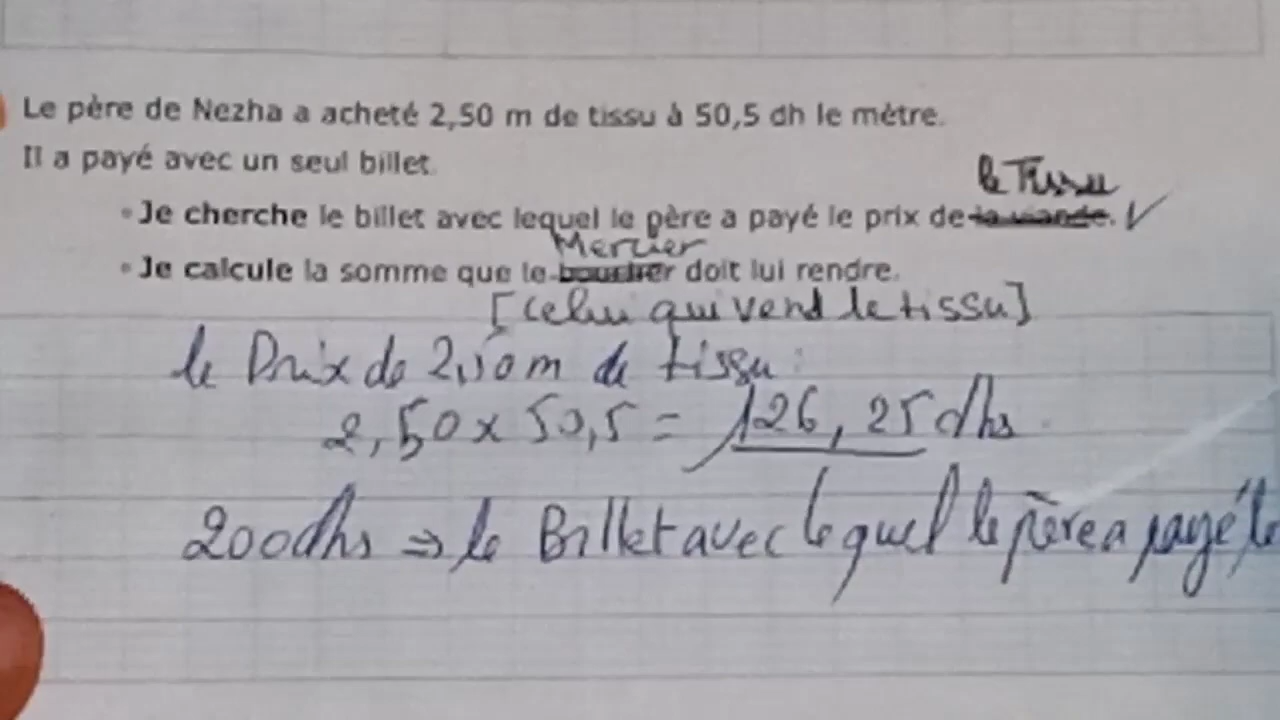 Le père de Nezha a acheté 2,50 m de tissu à 50,5 dh le mètre.
Il a payé avec un seul billet.
le Tissu
• Je cherche le billet avec lequel le père a payé le prix de la viande. ✓
Mercier
• Je calcule la somme que le boucher doit lui rendre.
[celui qui vend le tissu]
le Prix de 2,50m de tissu :
2,50 x 50,5 = 126,25 dhs
200dhs ⇒ le Billet avec lequel le père a payé le